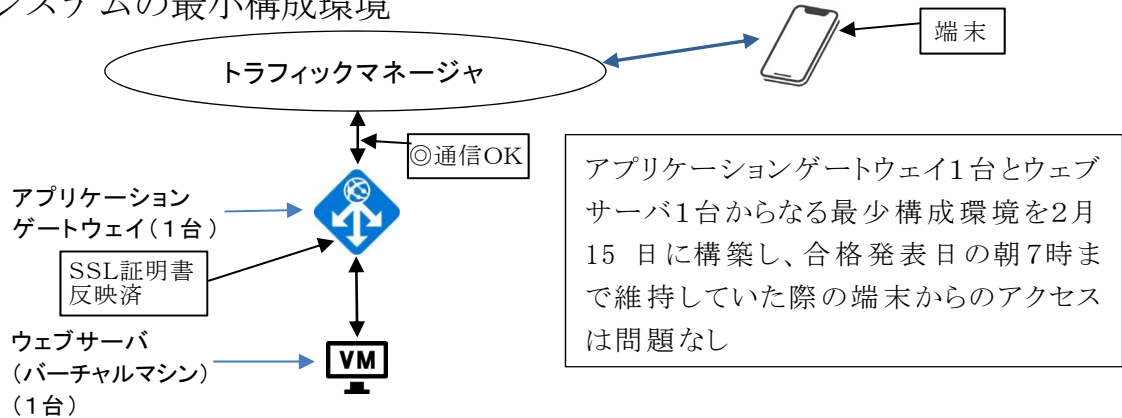 システムの最小構成環境
端末
トラフィックマネージャ
◎通信OK
アプリケーション
ゲートウェイ(1台)
SSL証明書
反映済
ウェブサーバ
(バーチャルマシン)
(1台)
VM
アプリケーションゲートウェイ1台とウェブ
サーバ1台からなる最少構成環境を2月
15 日に構築し、合格発表日の朝7時ま
で維持していた際の端末からのアクセス
は問題なし